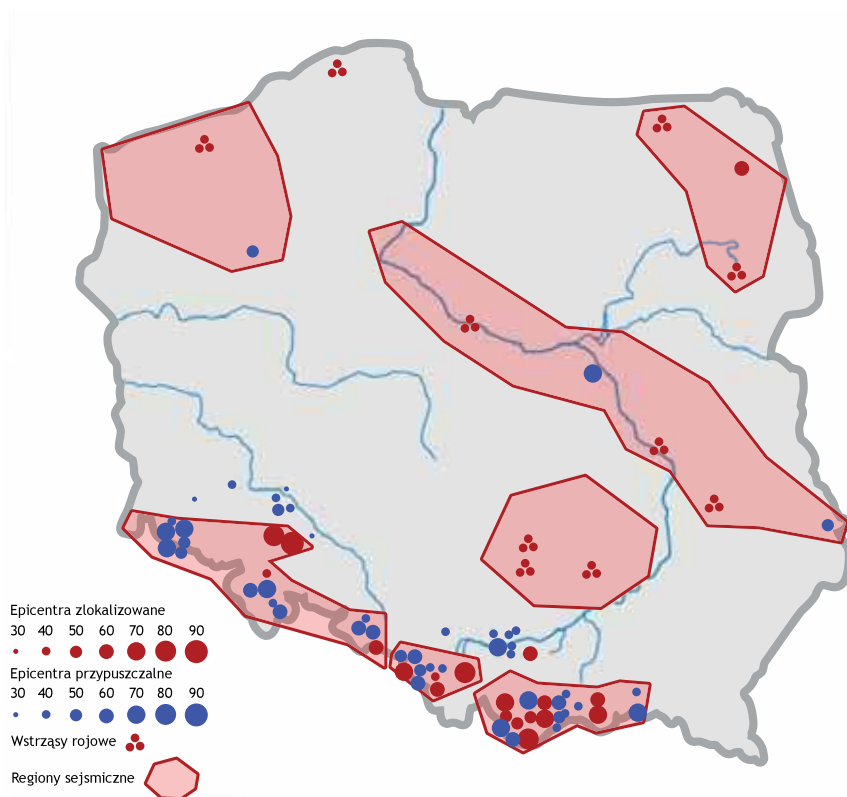 Epicentra zlokalizowane
30 40 50 60 70 80 90
Epicentra przypuszczalne
30 40 50 60 70 80 90
Wstrząsy rojowe
Regiony sejsmiczne